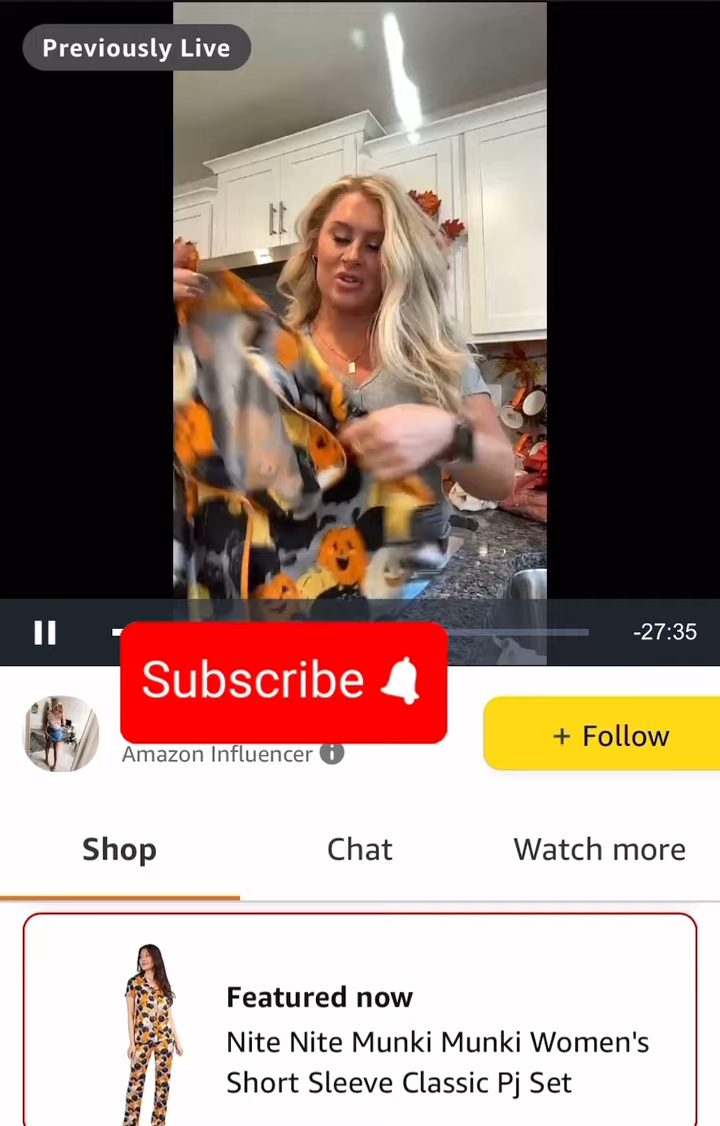 Previously Live
-27:35
Subscribe
Amazon Influencer
+ Follow
Shop
Chat
Watch more
Featured now
Nite Nite Munki Munki Women's
Short Sleeve Classic Pj Set